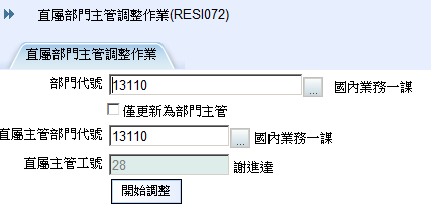 直屬部門主管調整作業(RESI072)
直屬部門主管調整作業
部門代號 13110 ... 國內業務一課
僅更新為部門主管
直屬主管部門代號 13110 ... 國內業務一課
直屬主管工號 28 謝進達
開始調整